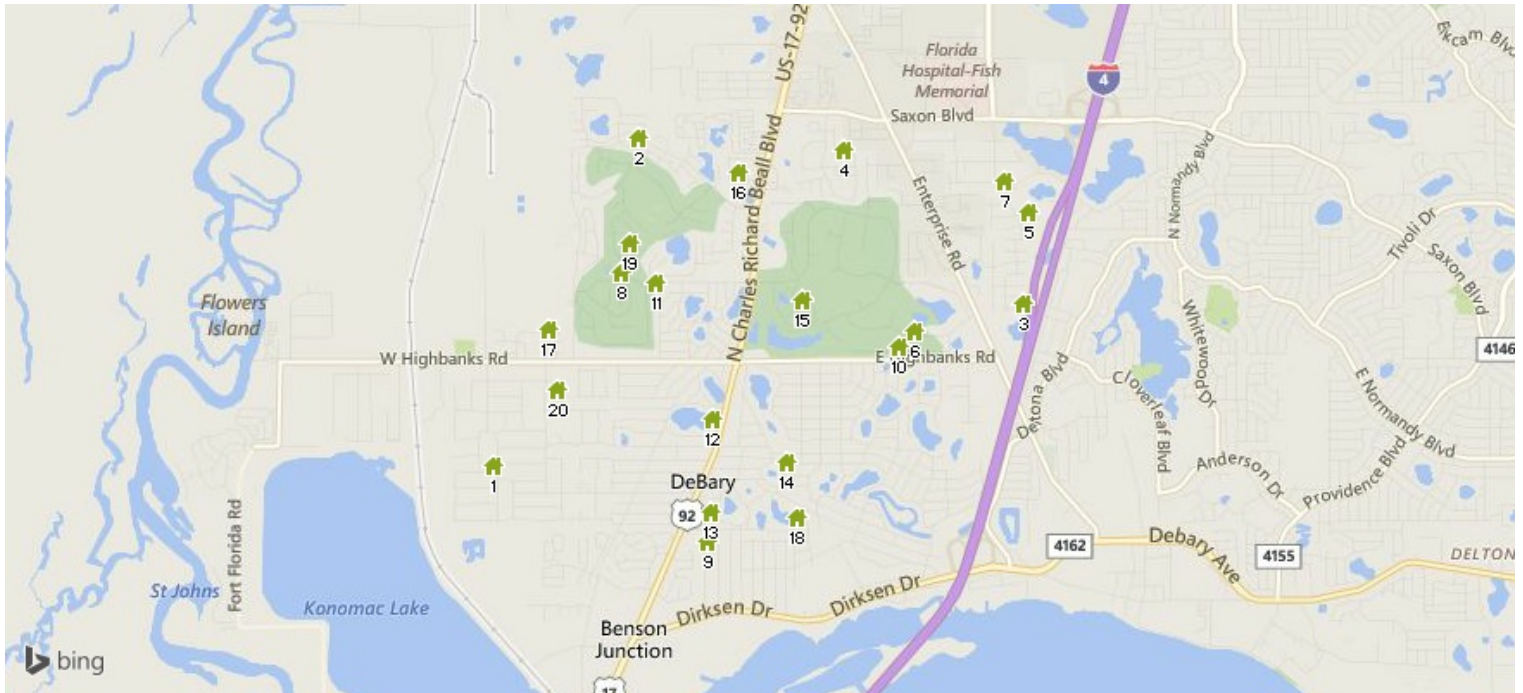 US-17-92
Florida
Hospital-Fish
Memorial
4
Saxon Blvd
Elkcam Blvd
2
16
4
N Charles Richard Beall Blvd
Enterprise Rd
7
5
N Normandy Blvd
Tivoli Dr
Saxon Blvd
19
8
11
15
3
Flowers
Island
17
W Highbanks Rd
6
E Highbanks Rd
10
Whitewood Dr
4146
20
Deltona Blvd
Cloverleaf Blvd
E Normandy Blvd
12
1
14
DeBary
Anderson Dr
Providence Blvd
92
13
18
9
Fort Florida Rd
4162
Debary Ave
4155
DELTON
St Johns
Konomac Lake
Dirksen Dr
Dirksen Dr
Benson
Junction
bing
17